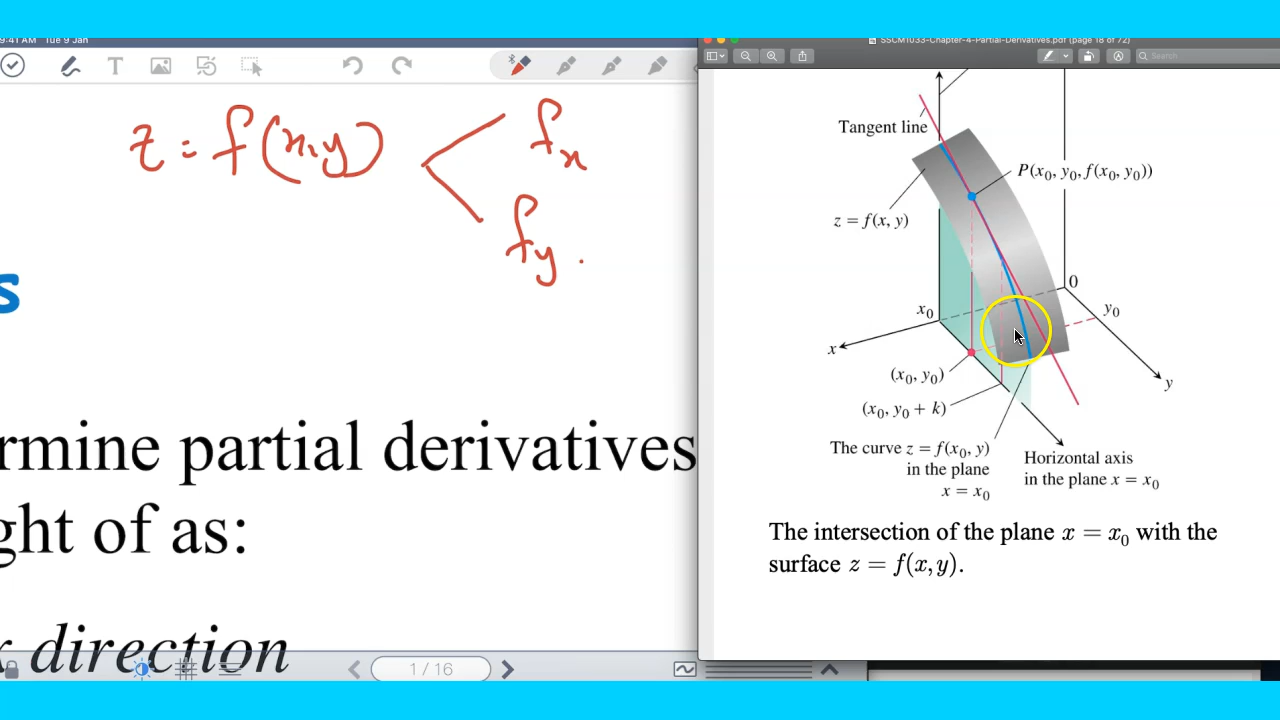 9:41 AM Tue 9 Jan
z = f(x,y)
fx
fy.
s
rmine partial derivatives
ght of as:
x direction
1 / 16
SSCM1033-Chapter-4-Partial-Derivatives.pdf (page 18 of 72)
Search
Tangent line
P(x₀, y₀, f(x₀, y₀))
z = f(x, y)
0
x₀
y₀
x
y
(x₀, y₀)
(x₀, y₀ + k)
The curve z = f(x₀, y)
in the plane
x = x₀
Horizontal axis
in the plane x = x₀
The intersection of the plane x = x₀ with the
surface z = f(x, y).